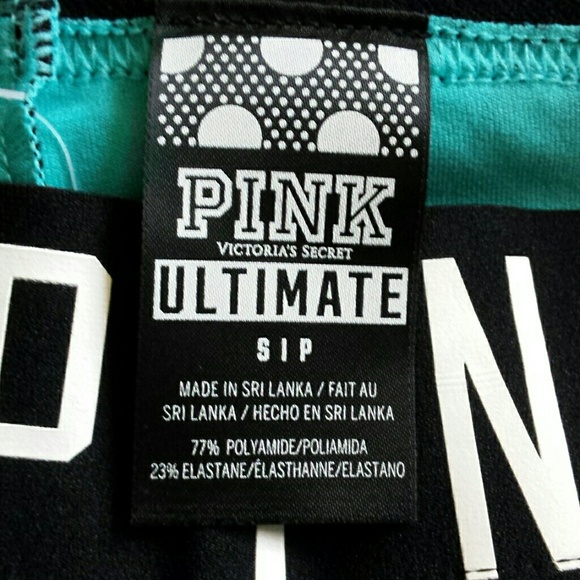 PINK
VICTORIA'S SECRET
ULTIMATE
S | P
MADE IN SRI LANKA / FAIT AU
SRI LANKA / HECHO EN SRI LANKA
77% POLYAMIDE/POLIAMIDA
23% ELASTANE/ÉLASTHANNE/ELASTANO
P I N